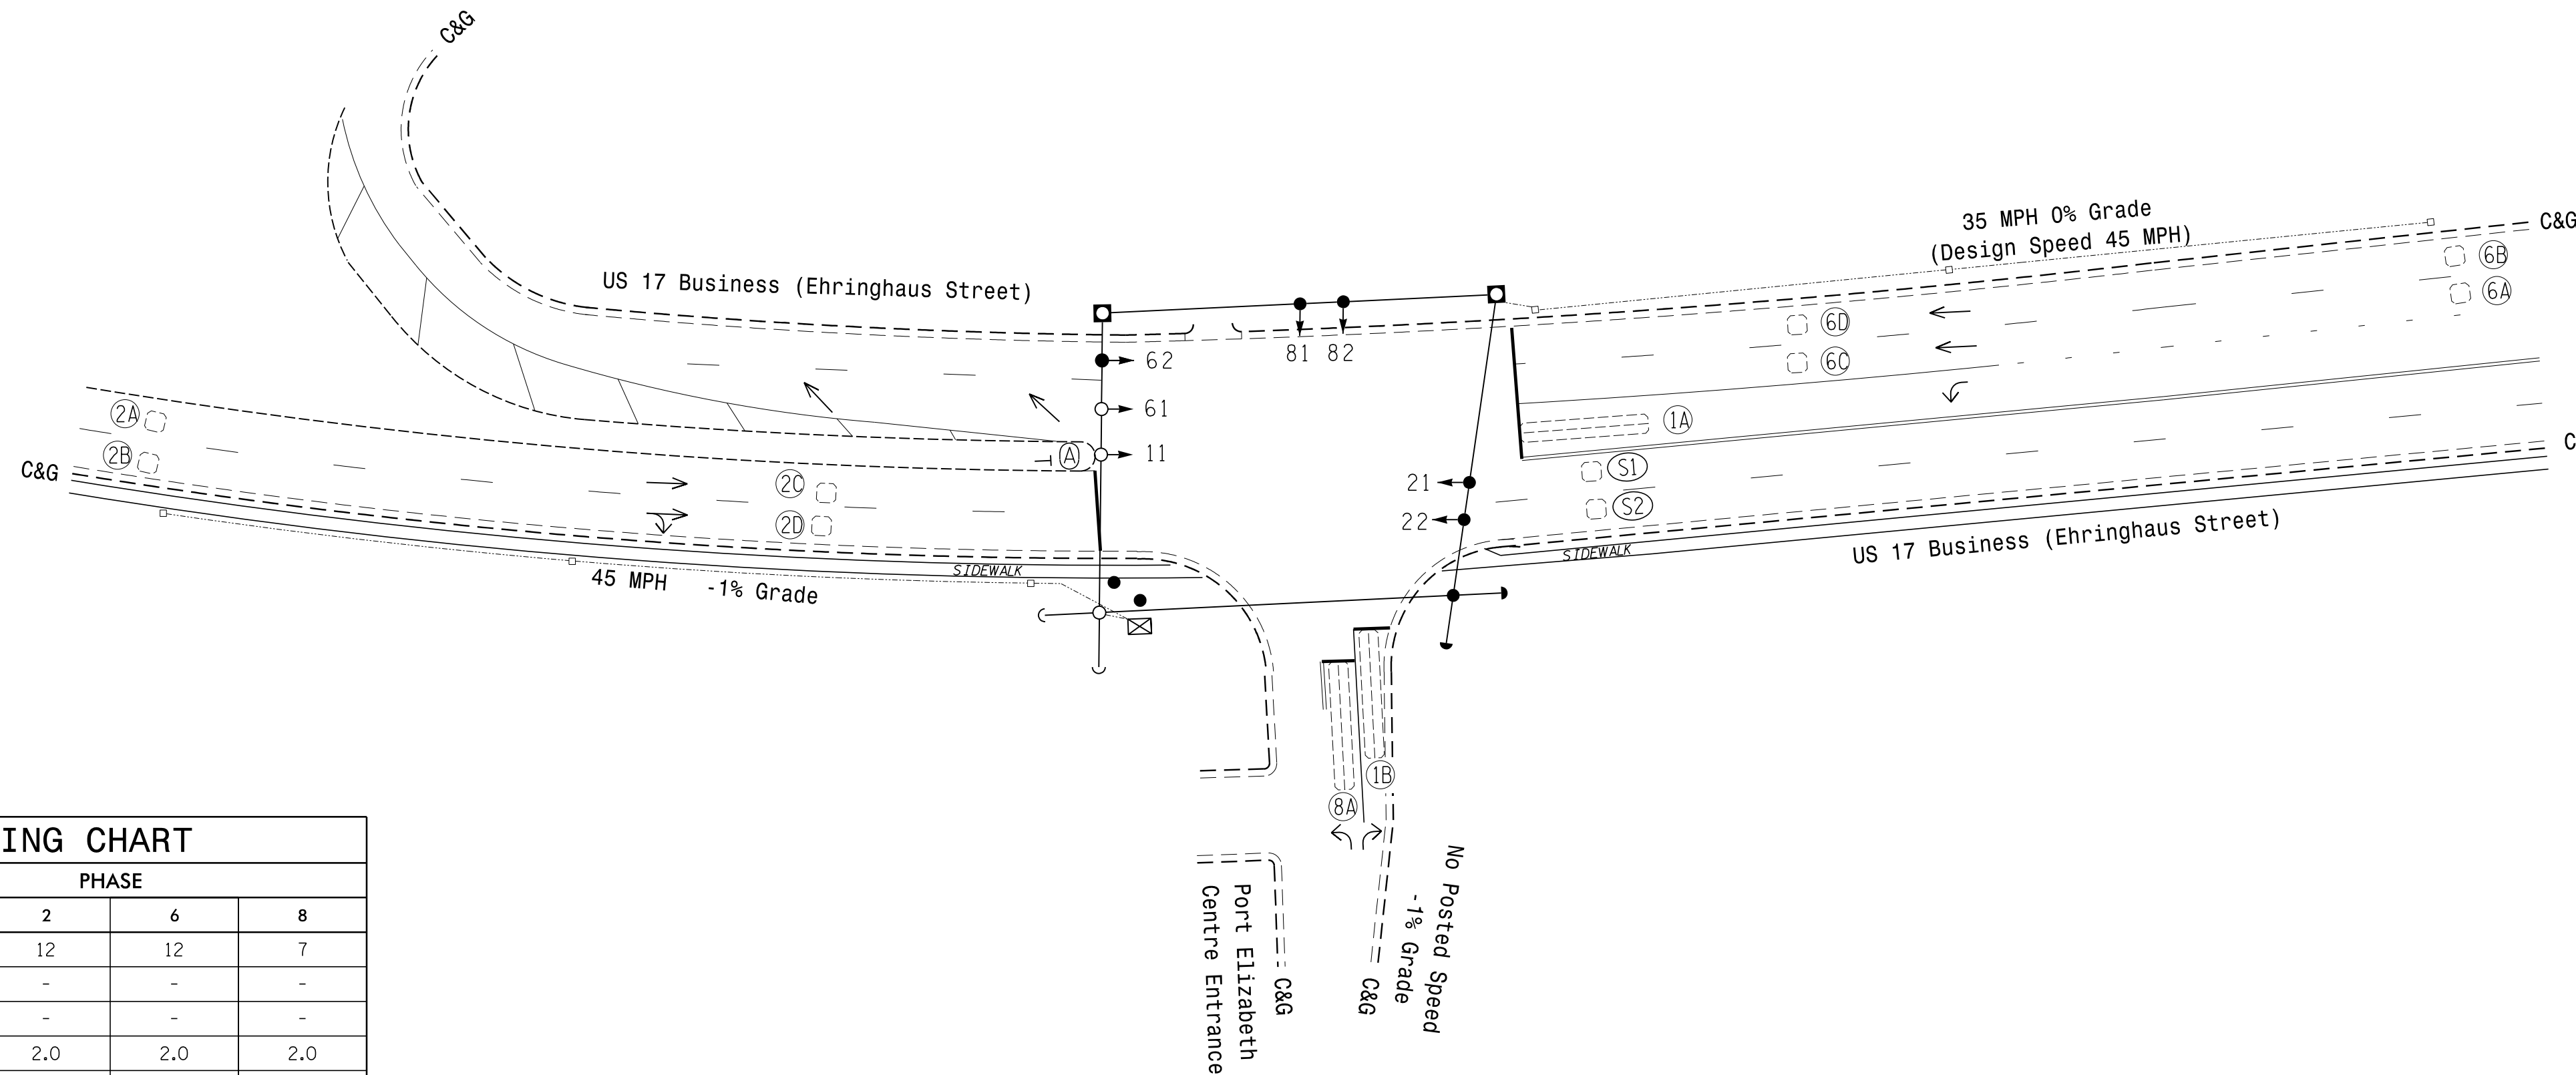 C&G
35 MPH 0% Grade
(Design Speed 45 MPH)
C&G
6B
6A
US 17 Business (Ehringhaus Street)
6D
6C
81 82
62
61
11
A
1A
2A
2B
C&G
2C
2D
21
22
S1
S2
C
SIDEWALK
SIDEWALK
US 17 Business (Ehringhaus Street)
45 MPH -1% Grade
1B
8A
No Posted Speed
-1% Grade
C&G
C&G
Port Elizabeth
Centre Entrance
ING CHART
PHASE
2 6 8
12 12 7
- - -
- - -
2.0 2.0 2.0